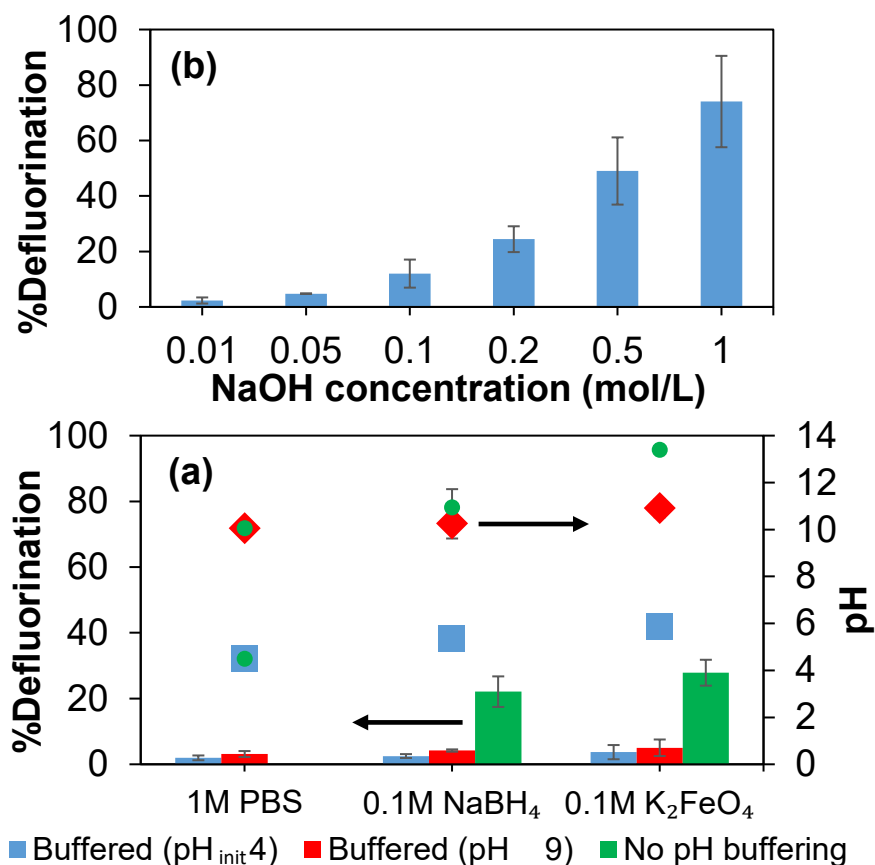 (b)
%Defluorination
100
80
60
40
20
0
0.01 0.05 0.1 0.2 0.5 1
NaOH concentration (mol/L)
(a)
%Defluorination
100
80
60
40
20
0
14
12
10
8
6
4
2
0
pH
1M PBS 0.1M NaBH₄ 0.1M K₂FeO₄
Buffered (pH init 4) Buffered (pH 9) No pH buffering